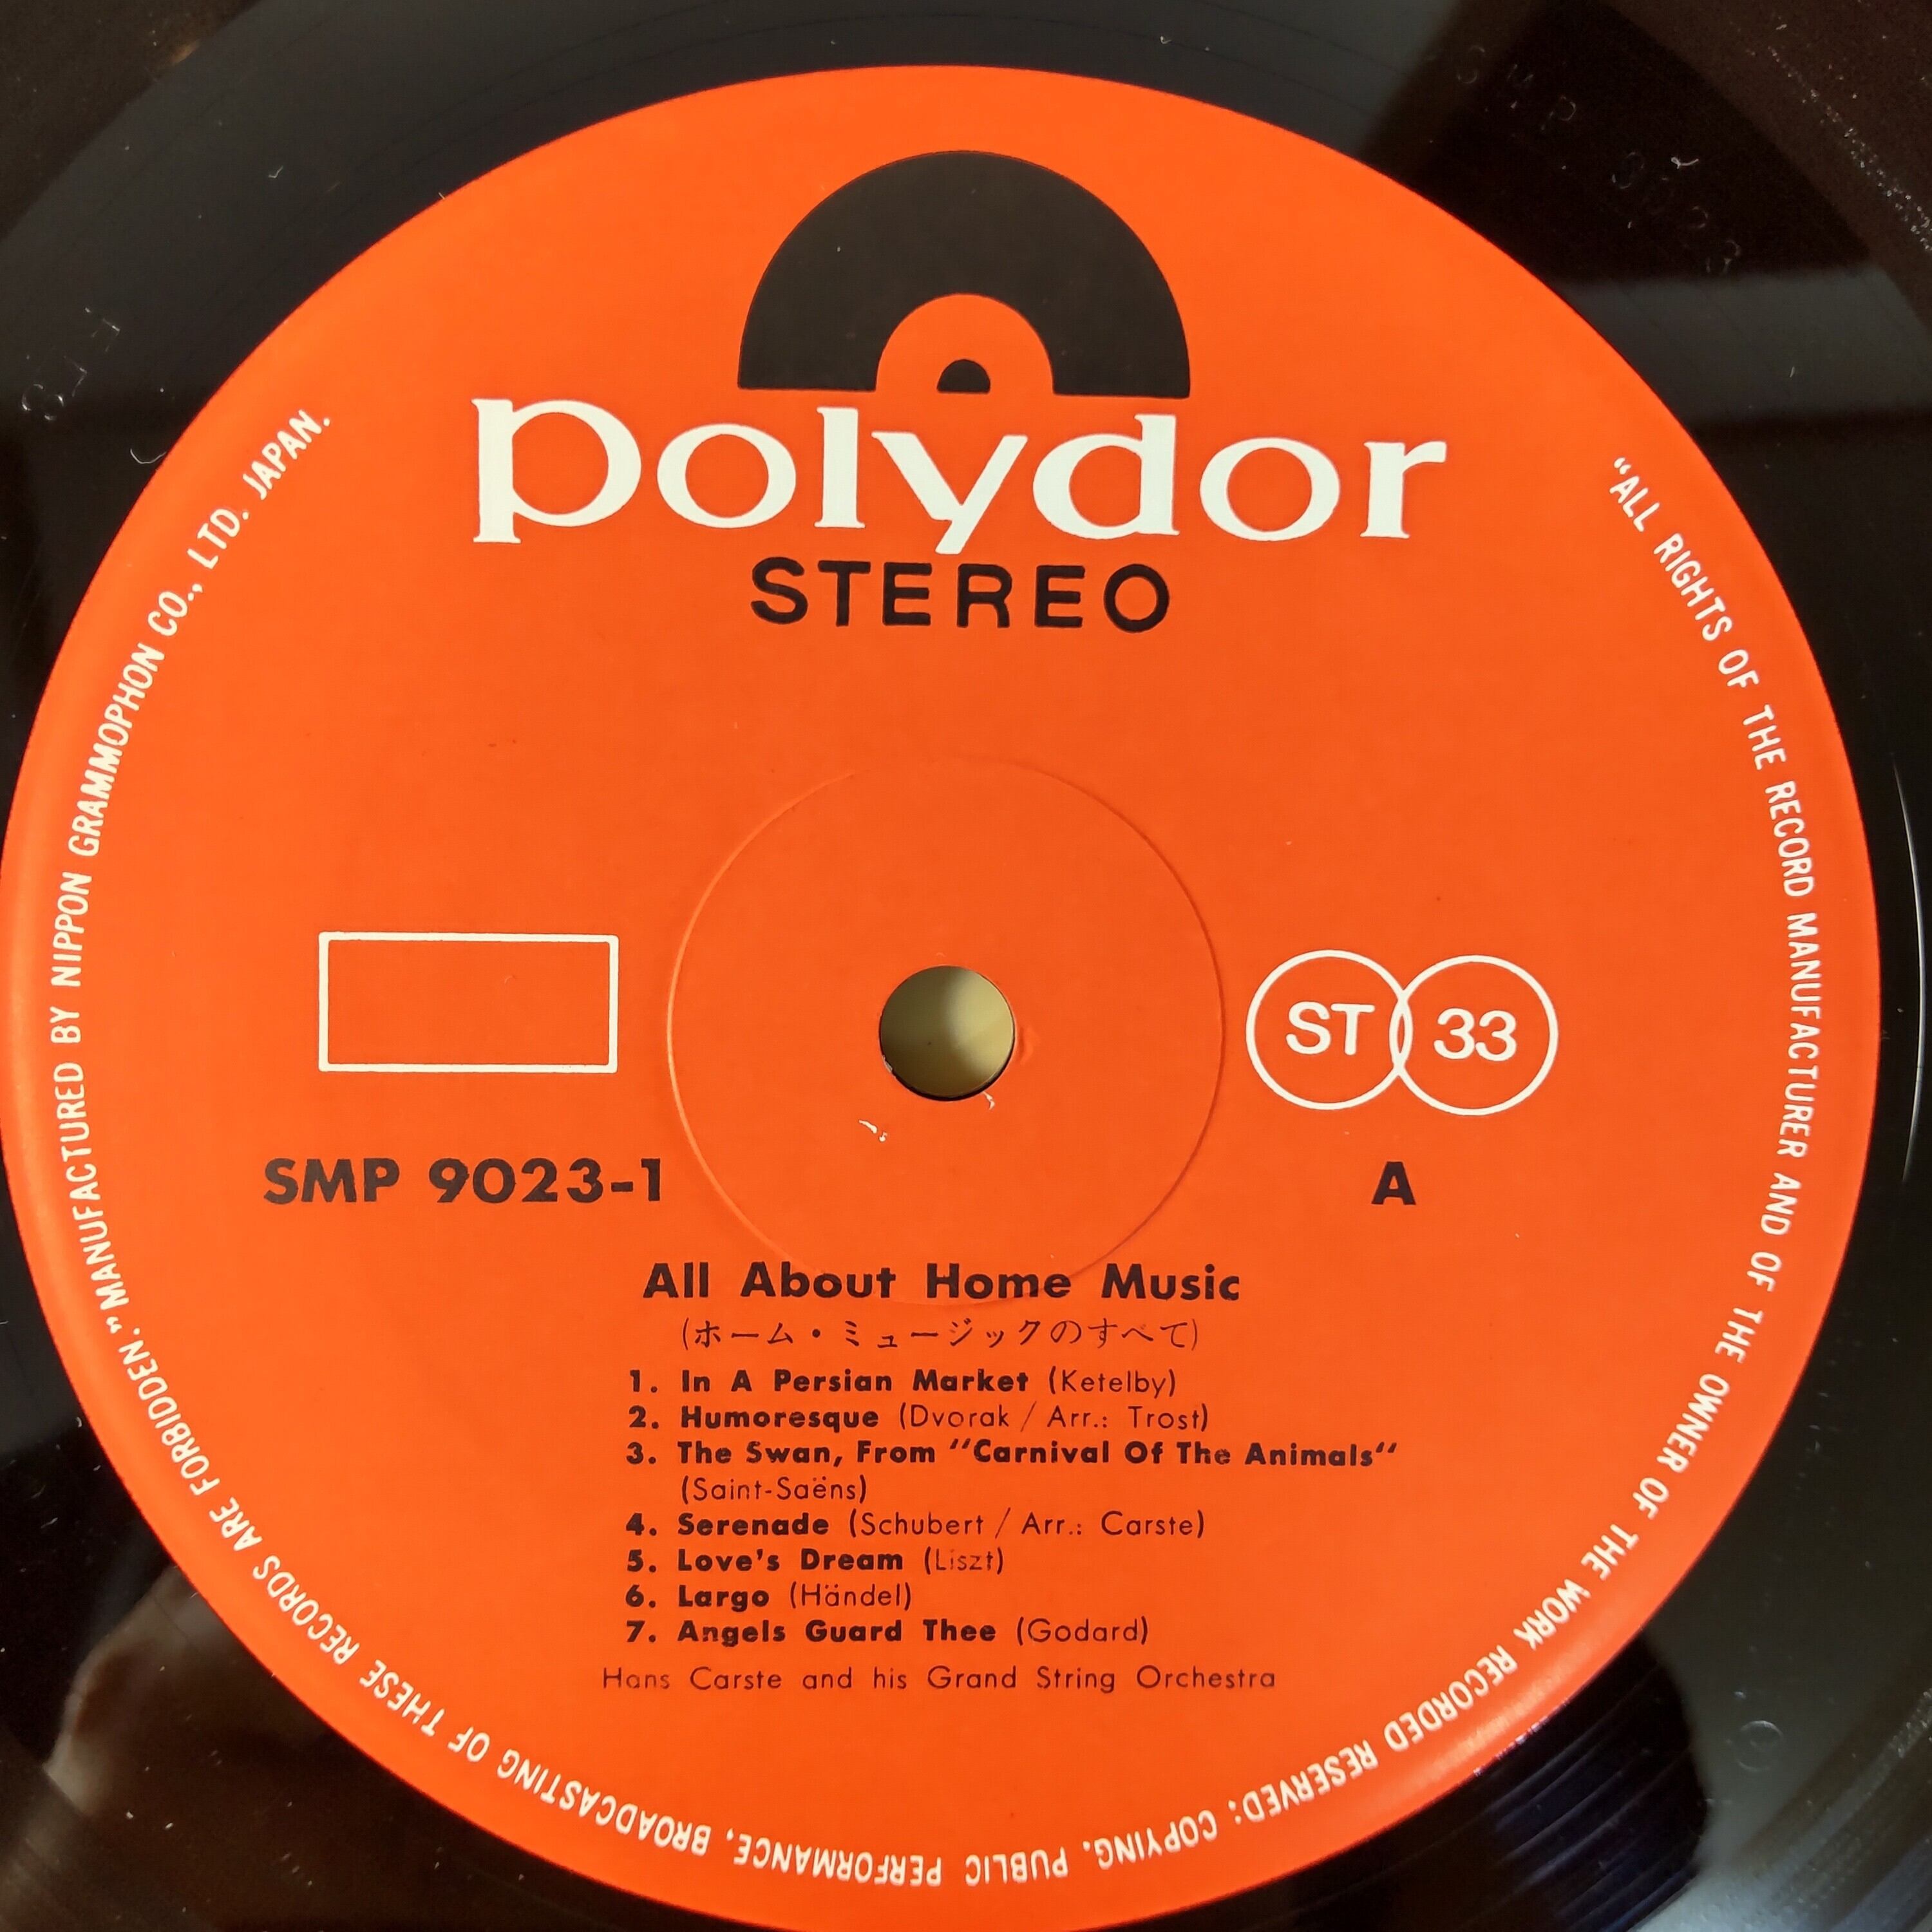 polydor
STEREO
ST 33
SMP 9023-1
A
All About Home Music
(ホーム・ミュージックのすべて)
1. In A Persian Market (Ketelby)
2. Humoresque (Dvorak / Arr.: Trost)
3. The Swan, From “Carnival Of The Animals“
(Saint-Saëns)
4. Serenade (Schubert / Arr.: Carste)
5. Love's Dream (Liszt)
6. Largo (Händel)
7. Angels Guard Thee (Godard)
Hans Carste and his Grand String Orchestra
“ALL RIGHTS OF THE RECORD MANUFACTURER AND OF THE OWNER OF THE WORK RECORDED RESERVED: COPYING, PUBLIC PERFORMANCE, BROADCASTING OF THESE RECORDS ARE FORBIDDEN.” MANUFACTURED BY NIPPON GRAMMOPHON CO., LTD. JAPAN.